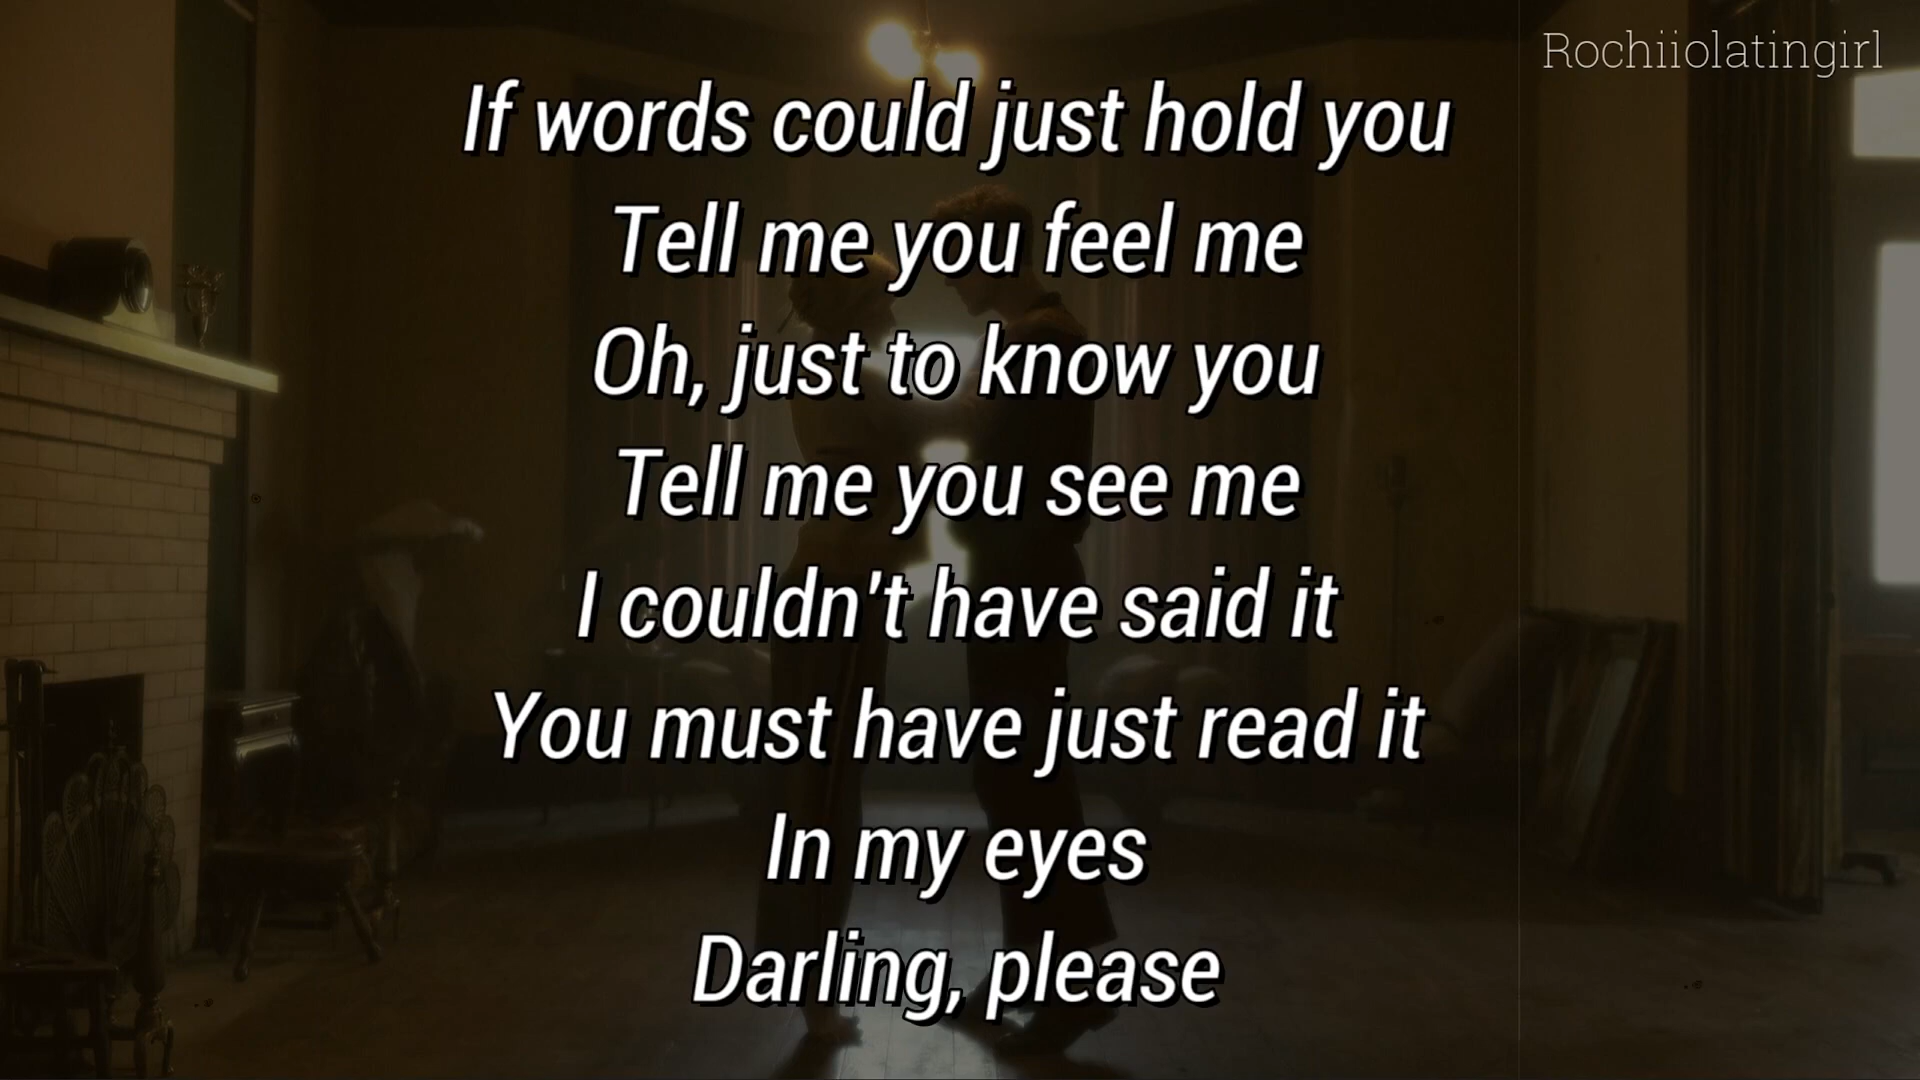 Rochiiolatingirl
If words could just hold you
Tell me you feel me
Oh, just to know you
Tell me you see me
I couldn't have said it
You must have just read it
In my eyes
Darling, please